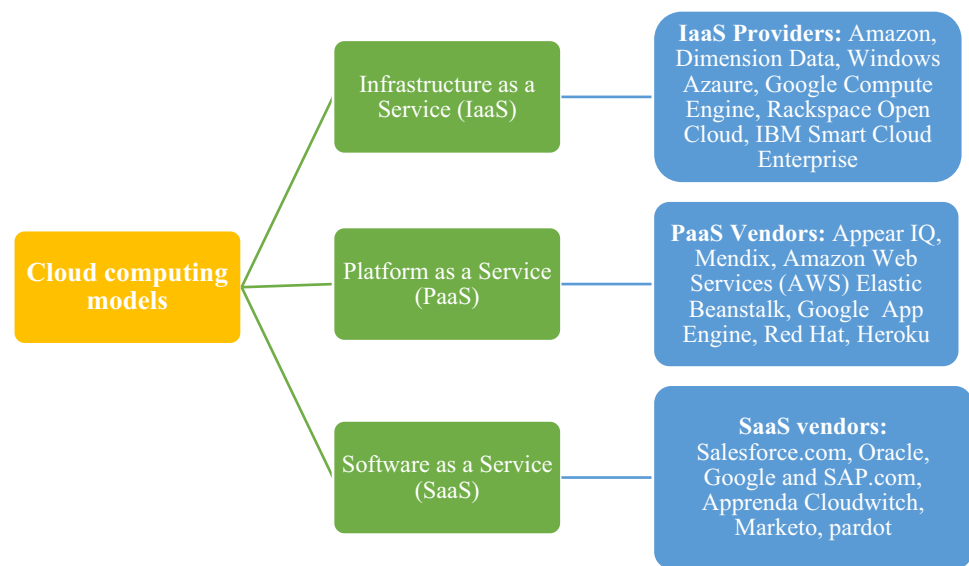 Cloud computing
models
Infrastructure as a
Service (IaaS)
IaaS Providers: Amazon,
Dimension Data, Windows
Azaure, Google Compute
Engine, Rackspace Open
Cloud, IBM Smart Cloud
Enterprise
Platform as a Service
(PaaS)
PaaS Vendors: Appear IQ,
Mendix, Amazon Web
Services (AWS) Elastic
Beanstalk, Google App
Engine, Red Hat, Heroku
Software as a Service
(SaaS)
SaaS vendors:
Salesforce.com, Oracle,
Google and SAP.com,
Apprenda Cloudwitch,
Marketo, pardot